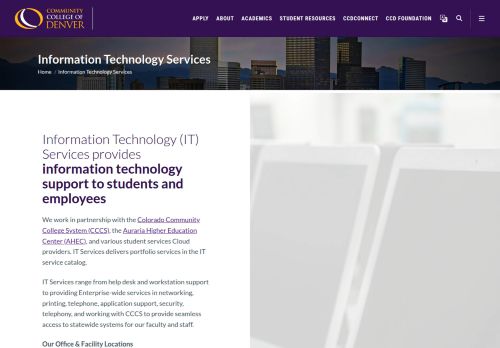 COMMUNITY
COLLEGE OF
DENVER
APPLY ABOUT ACADEMICS STUDENT RESOURCES CCDCONNECT CCD FOUNDATION
Information Technology Services
Home / Information Technology Services
Information Technology (IT)
Services provides
information technology
support to students and
employees
We work in partnership with the Colorado Community
College System (CCCS), the Auraria Higher Education
Center (AHEC), and various student services Cloud
providers. IT Services delivers portfolio services in the IT
service catalog.
IT Services range from help desk and workstation support
to providing Enterprise-wide services in networking,
printing, telephone, application support, security,
telephony, and working with CCCS to provide seamless
access to statewide systems for our faculty and staff.
Our Office & Facility Locations